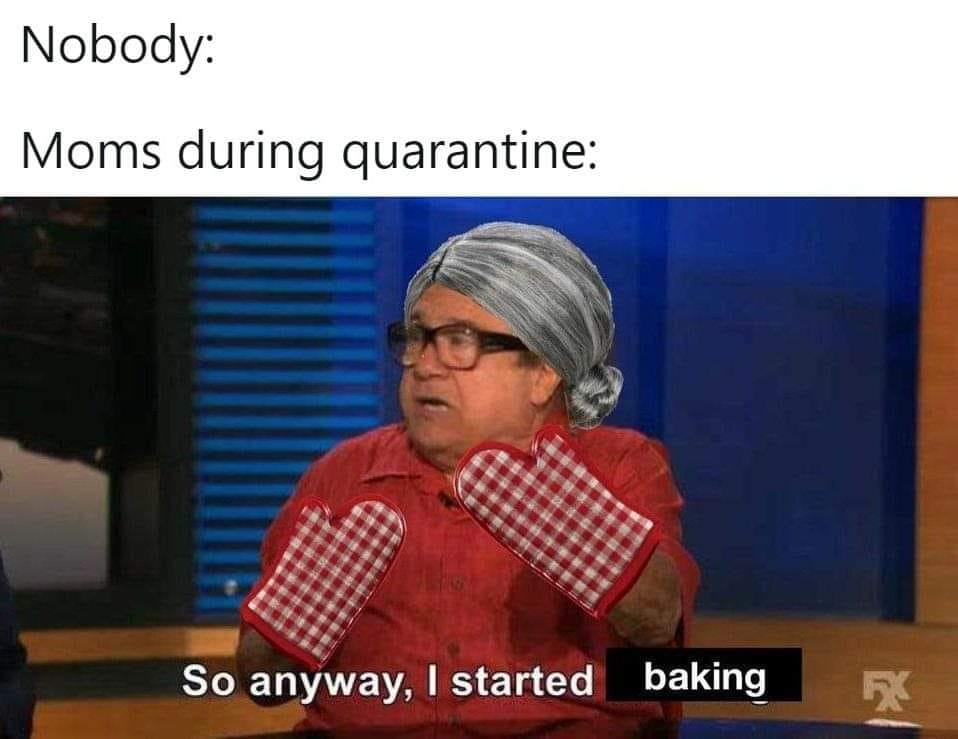 Nobody:
Moms during quarantine:
So anyway, I started baking
FX